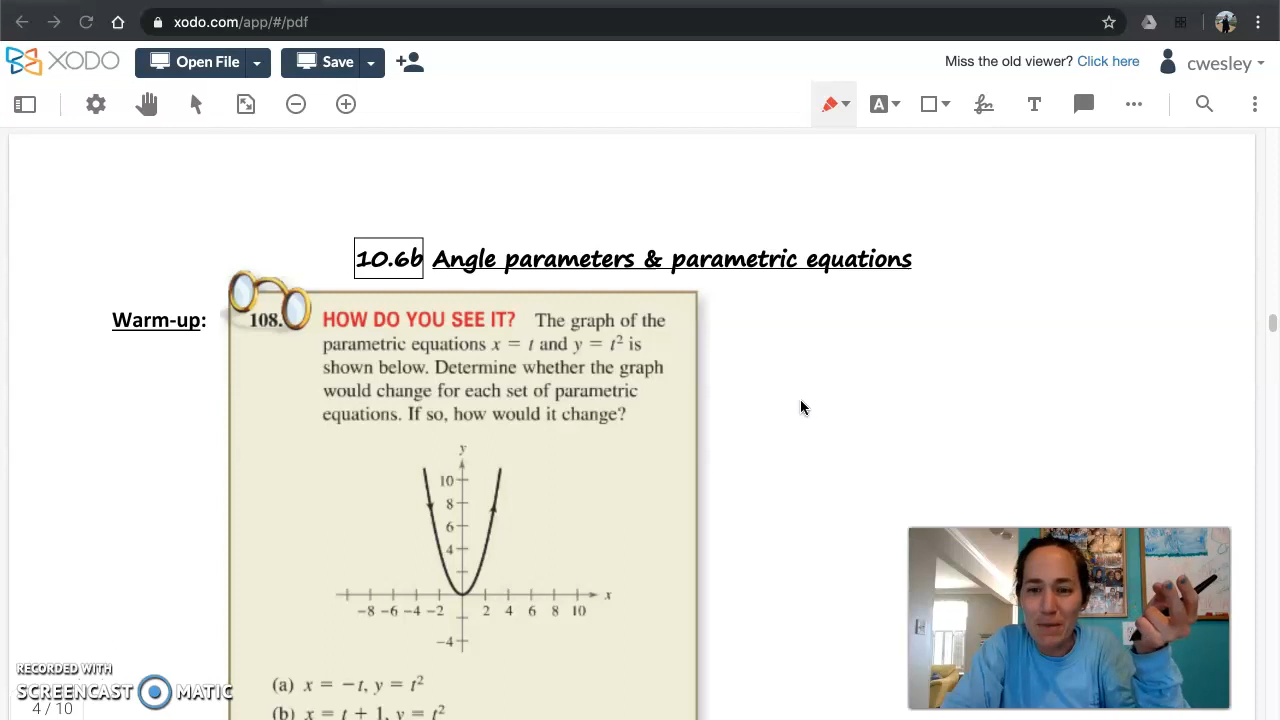 xodo.com/app/#/pdf
XODO
Open File
Save
Missing the old viewer? Click here
cwesley
A
T
10.6b Angle parameters & parametric equations
Warm-up:
108. HOW DO YOU SEE IT? The graph of the
parametric equations x = t and y = t² is
shown below. Determine whether the graph
would change for each set of parametric
equations. If so, how would it change?
y
10
8
6
4
-8 -6 -4 -2 2 4 6 8 10 x
-4
(a) x = −t, y = t²
(b) x = t + 1, y = t²
RECORDED WITH
SCREENCAST MATIC
4 / 10